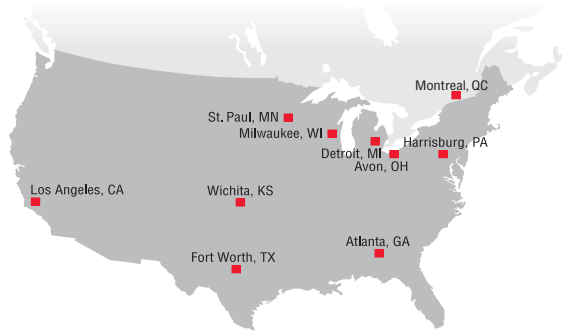 Montreal, QC
St. Paul, MN
Milwaukee, WI
Harrisburg, PA
Detroit, MI
Avon, OH
Los Angeles, CA
Wichita, KS
Atlanta, GA
Fort Worth, TX